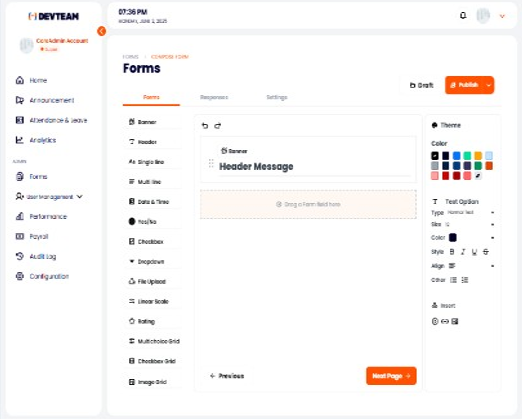 DEVTEAM
07:36 PM
MONDAY, JUNE 2, 2025
Core Admin Account
Home
Announcement
Attendance & Leave
Analytics
Forms
User Management
Performance
Payroll
Audit Log
Configuration
FORMS > COMPOSE FORM
Forms
Draft
Publish
Forms
Responses
Settings
Banner
Header
Single line
Multi line
Date & Time
Yes/No
Checkbox
Dropdown
File Upload
Linear Scale
Rating
Multichoice Grid
Checkbox Grid
Image Grid
Banner
Header Message
Drag a Form field here
Previous
Next Page
Theme
Color
Text Option
Type Normal Text
Size
Color
Style B I U S
Align
Other
Insert